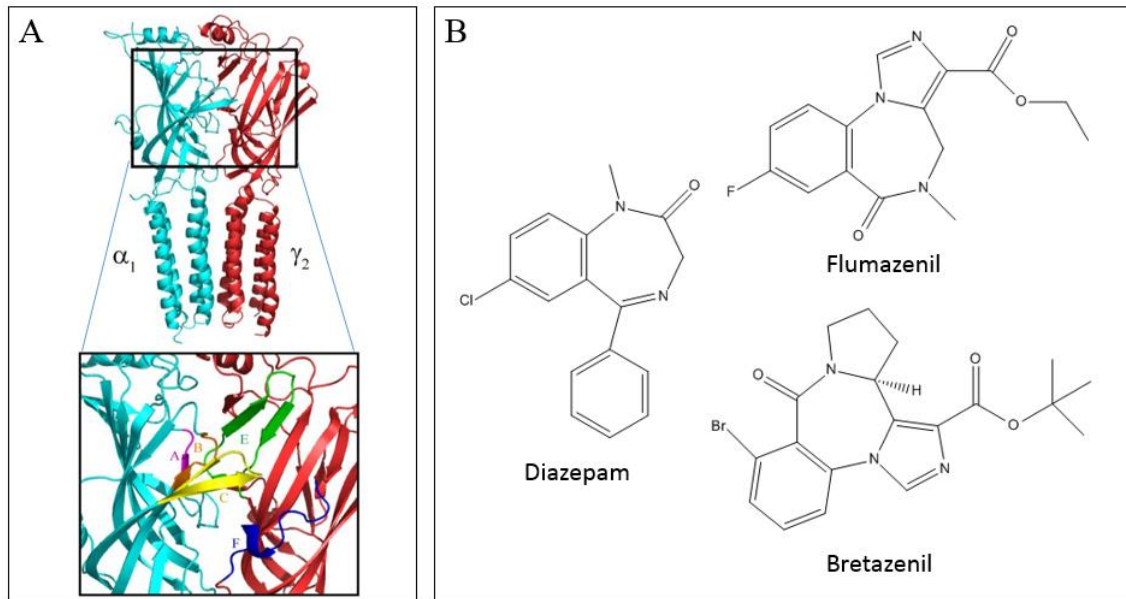 A
α1
γ2
A
B
C
E
F
B
N
O
N
Cl
Diazepam
N
N
O
O
F
N
O
Flumazenil
N
O
H
O
O
Br
N
N
Bretazenil